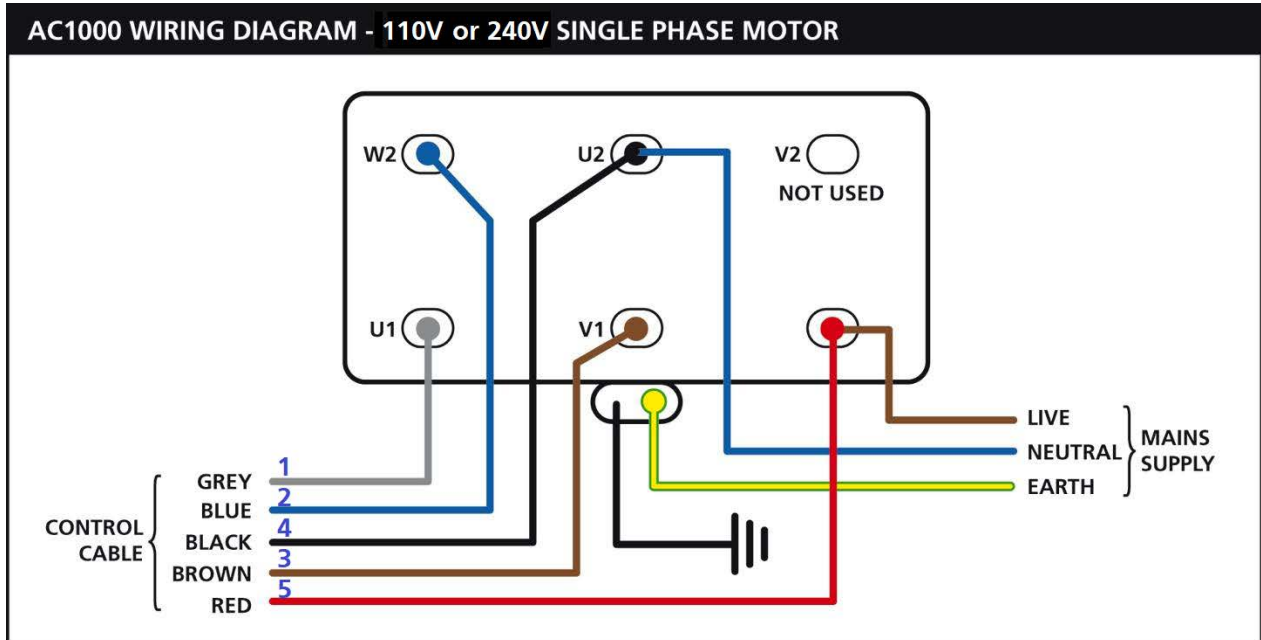 AC1000 WIRING DIAGRAM - 110V or 240V SINGLE PHASE MOTOR
W2
U2
V2
NOT USED
U1
V1
LIVE
NEUTRAL
EARTH
MAINS
SUPPLY
CONTROL
CABLE
GREY 1
BLUE 2
BLACK 4
BROWN 3
RED 5